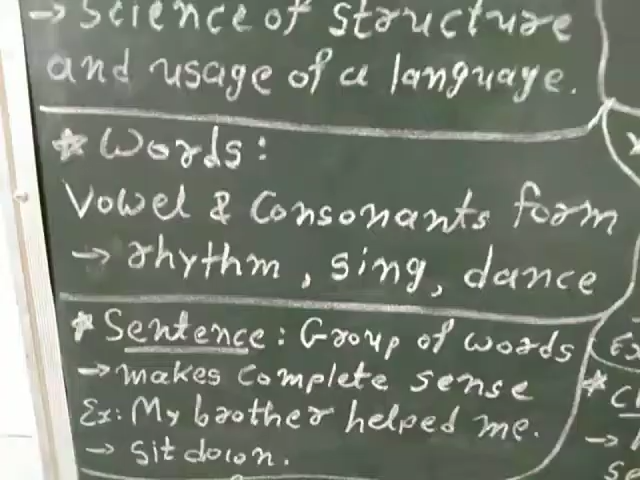 → Science of structure
and usage of a language.
* Words:
Vowel & Consonants form
→ rhythm, sing, dance
* Sentence: Group of words
→ makes complete sense
Ex: My brother helped me.
→ sit down.